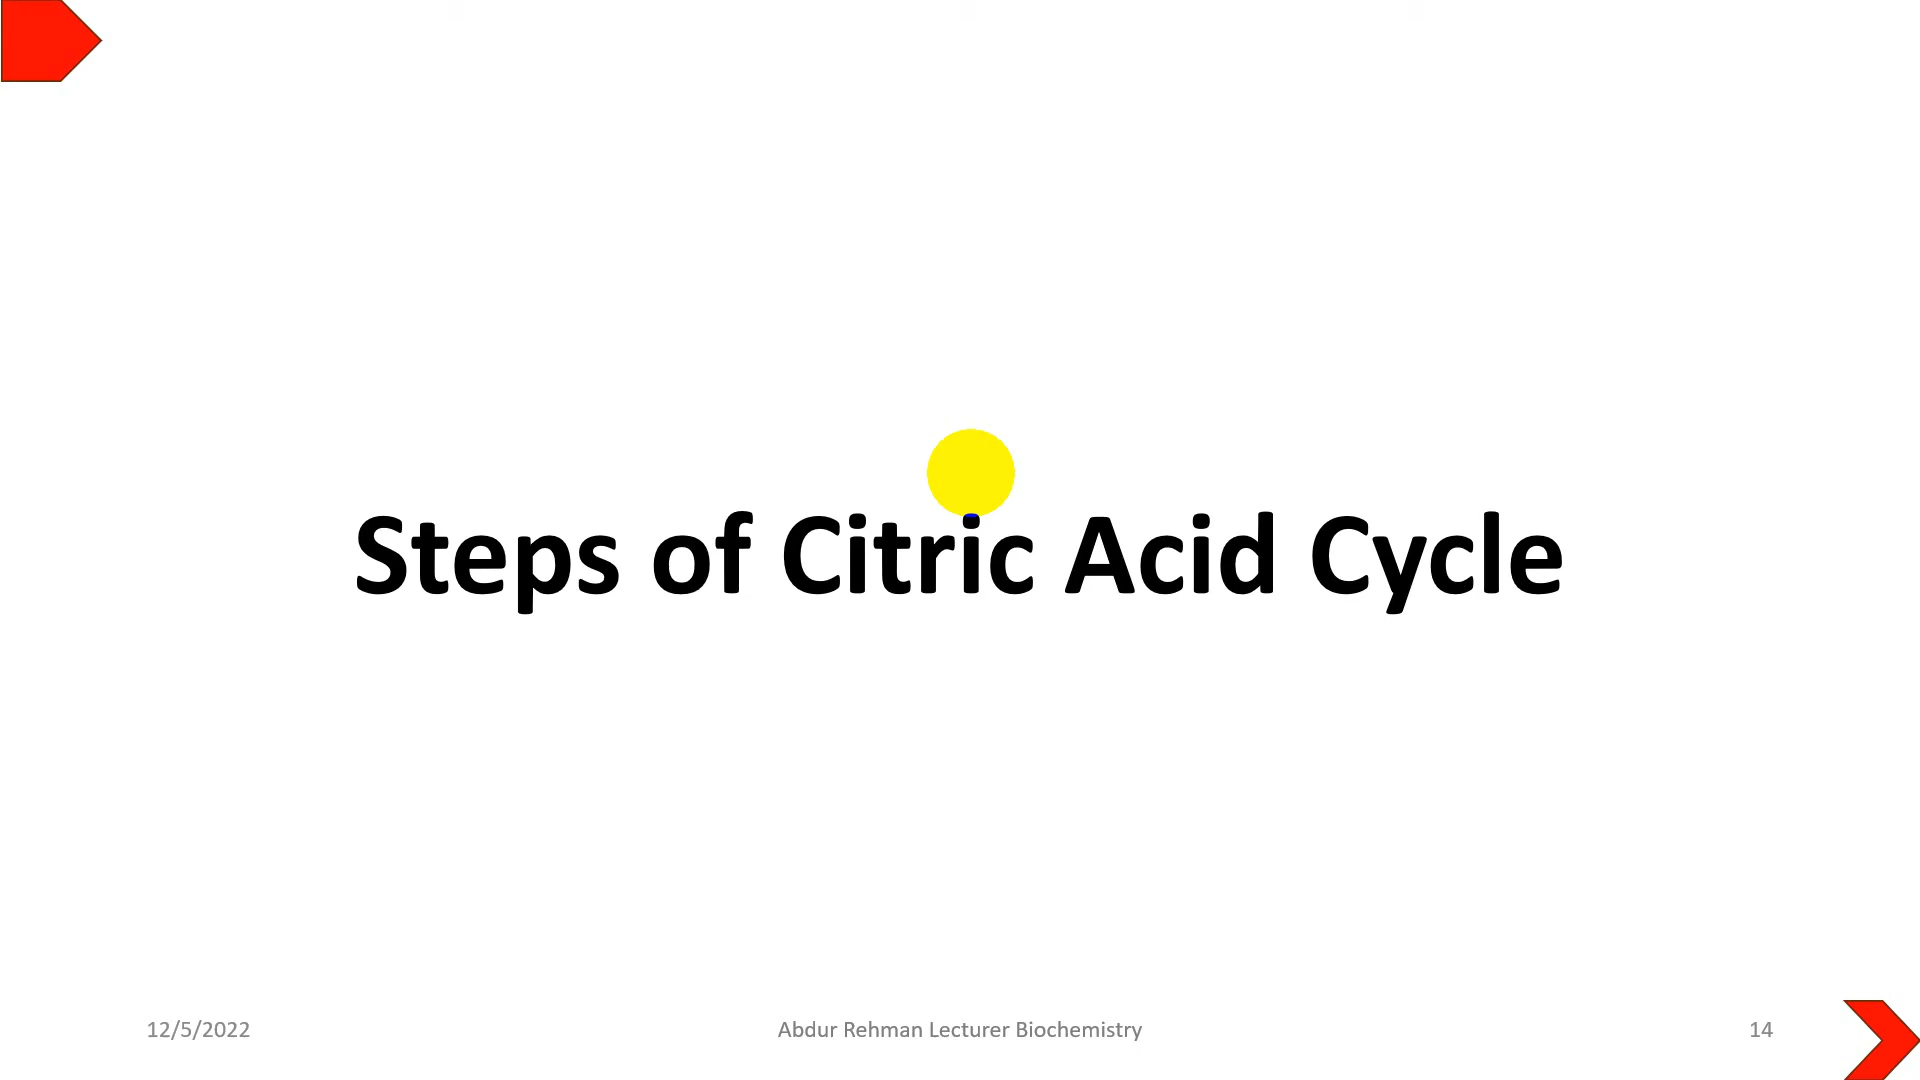 Steps of Citric Acid Cycle
12/5/2022
Abdur Rehman Lecturer Biochemistry
14